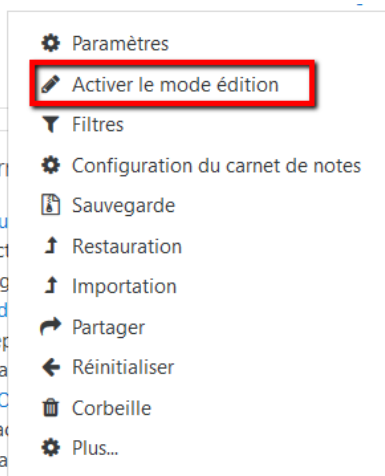 Paramètres
Activer le mode édition
Filtres
Configuration du carnet de notes
Sauvegarde
Restauration
Importation
Partager
Réinitialiser
Corbeille
Plus...